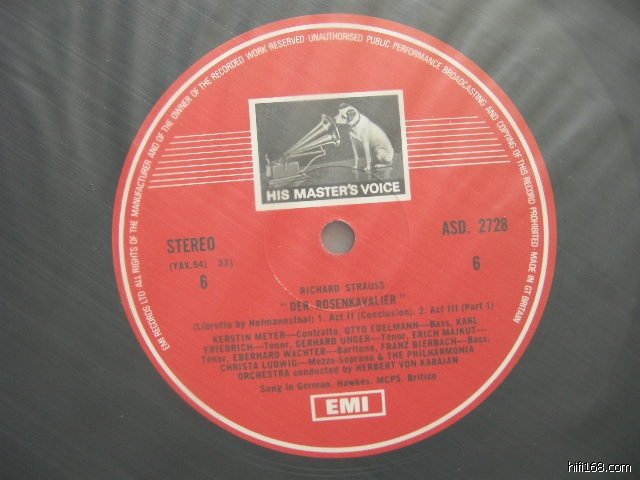 EMI RECORDS LTD. ALL RIGHTS OF THE MANUFACTURER AND OF THE OWNER OF THE RECORDED WORK RESERVED·UNAUTHORISED PUBLIC PERFORMANCE BROADCASTING AND COPYING OF THIS RECORD PROHIBITED·MADE IN GT BRITAIN
HIS MASTER'S VOICE
STEREO
ASD. 2728
(YAX.54) 33⅓
6
6
RICHARD STRAUSS
"DER ROSENKAVALIER"
(Libretto by Hofmannsthal) 1. Act II (Conclusion). 2. Act III (Part 1)
KERSTIN MEYER—Contralto, OTTO EDELMANN—Bass, KARL
FRIEDRICH—Tenor, GERHARD UNGER—Tenor, ERICH MAJKUT—
Tenor, EBERHARD WACHTER—Baritone, FRANZ BIERBACH—Bass,
CHRISTA LUDWIG—Mezzo-Soprano & THE PHILHARMONIA
ORCHESTRA conducted by HERBERT VON KARAJAN
Sung in German. Hawkes. MCPS. Britico
EMI
hifi168.com